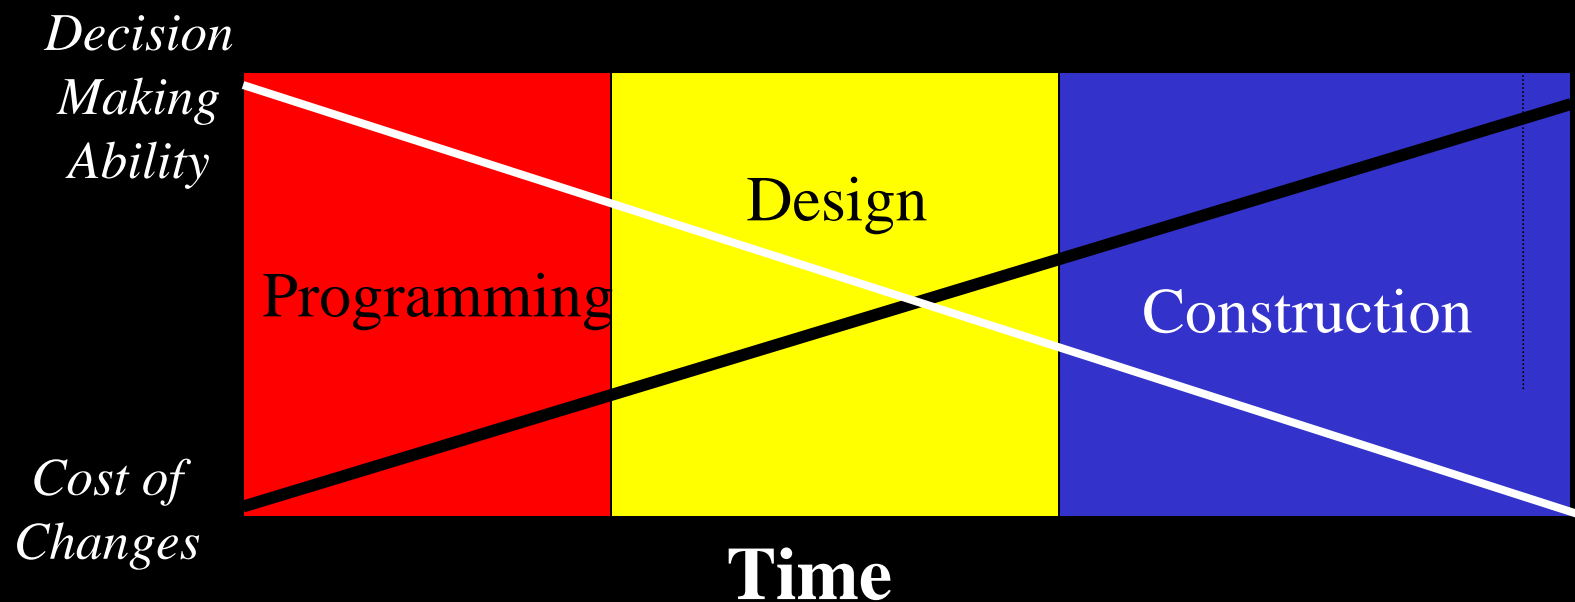 Decision
Making
Ability
Design
Programming
Construction
Cost of
Changes
Time